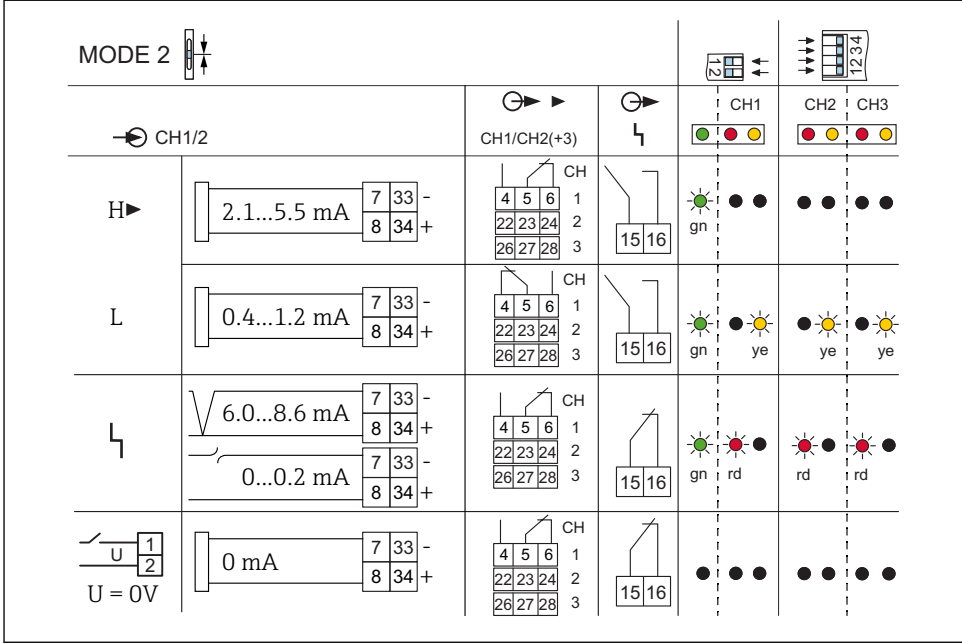 MODE 2
1 2
1 2 3 4
CH1/2
CH1/CH2(+3)
CH1
CH2
CH3
H
2.1...5.5 mA
7 33 -
8 34 +
CH
4 5 6 1
22 23 24 2
26 27 28 3
15 16
gn
L
0.4...1.2 mA
7 33 -
8 34 +
CH
4 5 6 1
22 23 24 2
26 27 28 3
15 16
gn ye ye ye
6.0...8.6 mA
7 33 -
8 34 +
0...0.2 mA
7 33 -
8 34 +
CH
4 5 6 1
22 23 24 2
26 27 28 3
15 16
gn rd rd rd
U
1
2
U = 0V
0 mA
7 33 -
8 34 +
CH
4 5 6 1
22 23 24 2
26 27 28 3
15 16